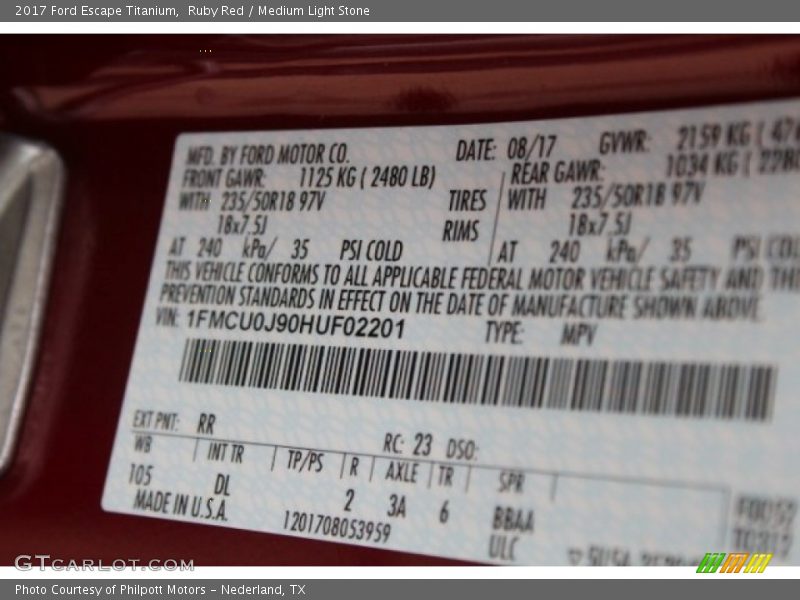 2017 Ford Escape Titanium, Ruby Red / Medium Light Stone
MFD. BY FORD MOTOR CO. DATE: 08/17 GVWR: 2159 KG (
FRONT GAWR: 1125 KG ( 2480 LB) REAR GAWR: 1034 KG (
WITH 235/50R18 97V TIRES WITH 235/50R18 97V
18x7.5J RIMS 18x7.5J
AT 240 kPa/ 35 PSI COLD AT 240 kPa/ 35 PSI
THIS VEHICLE CONFORMS TO ALL APPLICABLE FEDERAL MOTOR VEHICLE SAFETY AND
PREVENTION STANDARDS IN EFFECT ON THE DATE OF MANUFACTURE SHOWN ABOVE.
VIN: 1FMCU0J90HUF02201 TYPE: MPV
EXT PNT: RR RC: 23 DSO:
WB INT TR TP/PS R AXLE TR SPR
105 DL 2 3A 6 BBAA
MADE IN U.S.A. 1201708053959 ULC
GTCarLot.com
Photo Courtesy of Philpott Motors - Nederland, TX